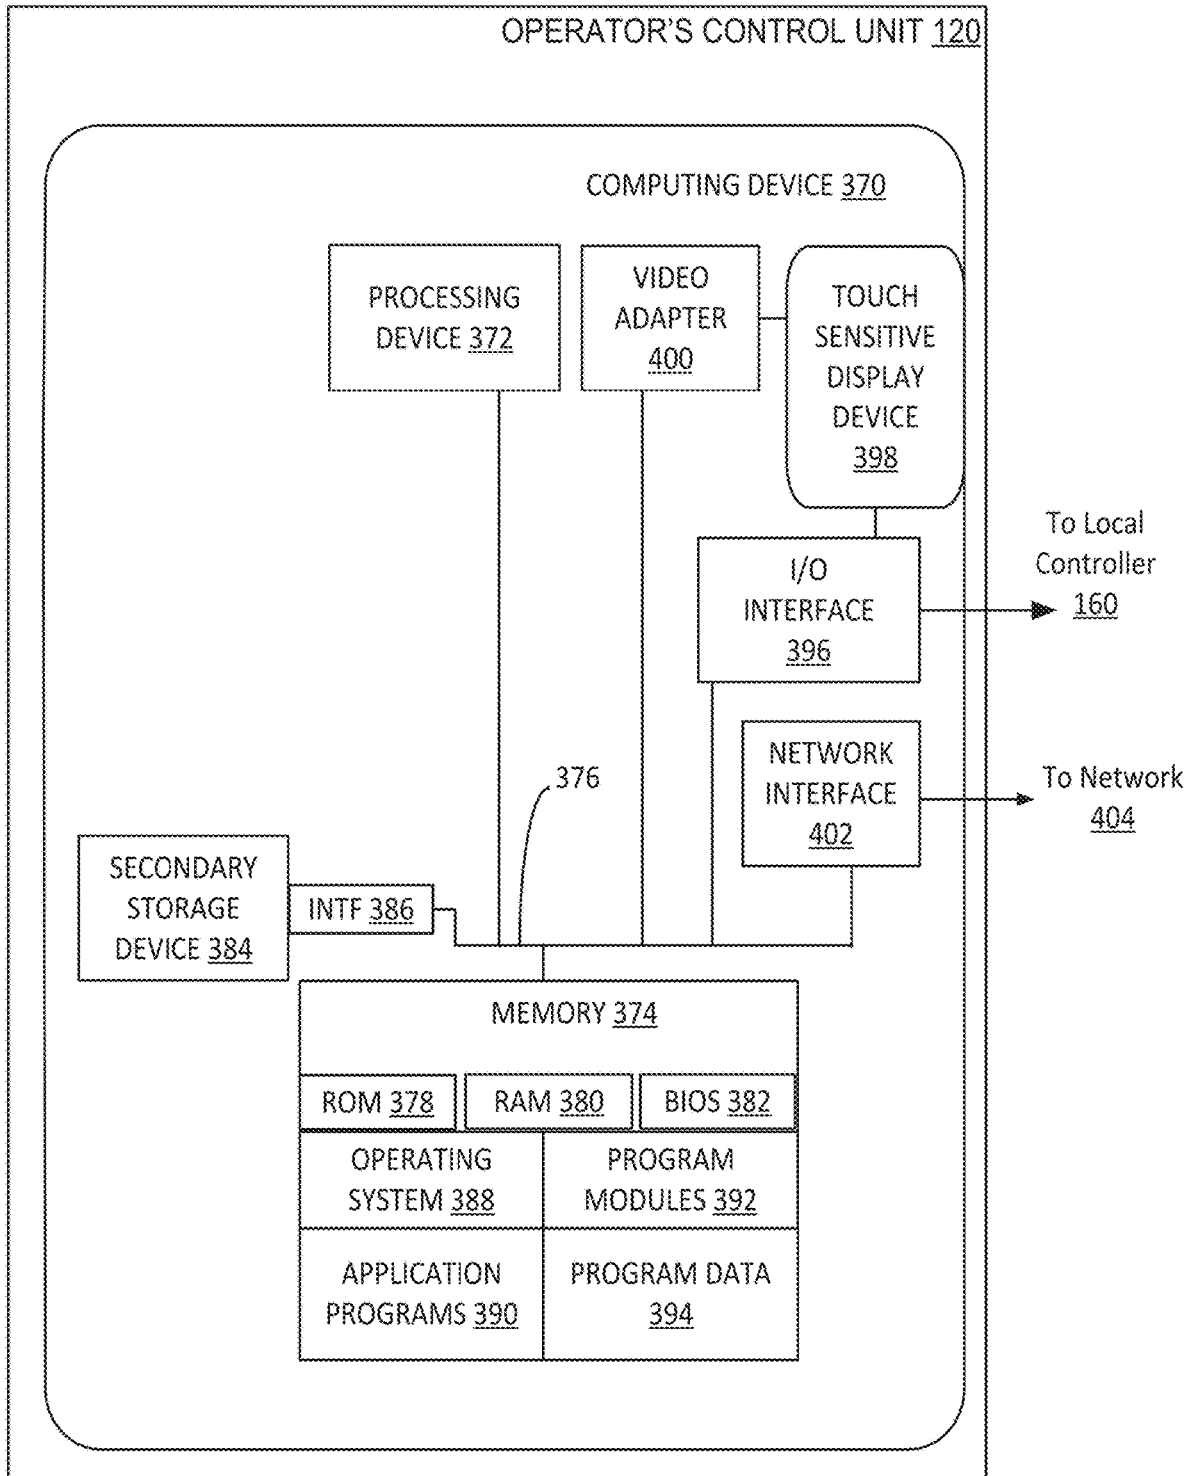 OPERATOR'S CONTROL UNIT 120
COMPUTING DEVICE 370
PROCESSING
DEVICE 372
VIDEO
ADAPTER
400
TOUCH
SENSITIVE
DISPLAY
DEVICE
398
I/O
INTERFACE
396
To Local
Controller
160
NETWORK
INTERFACE
402
To Network
404
376
SECONDARY
STORAGE
DEVICE 384
INTF 386
MEMORY 374
ROM 378
RAM 380
BIOS 382
OPERATING
SYSTEM 388
PROGRAM
MODULES 392
APPLICATION
PROGRAMS 390
PROGRAM DATA
394